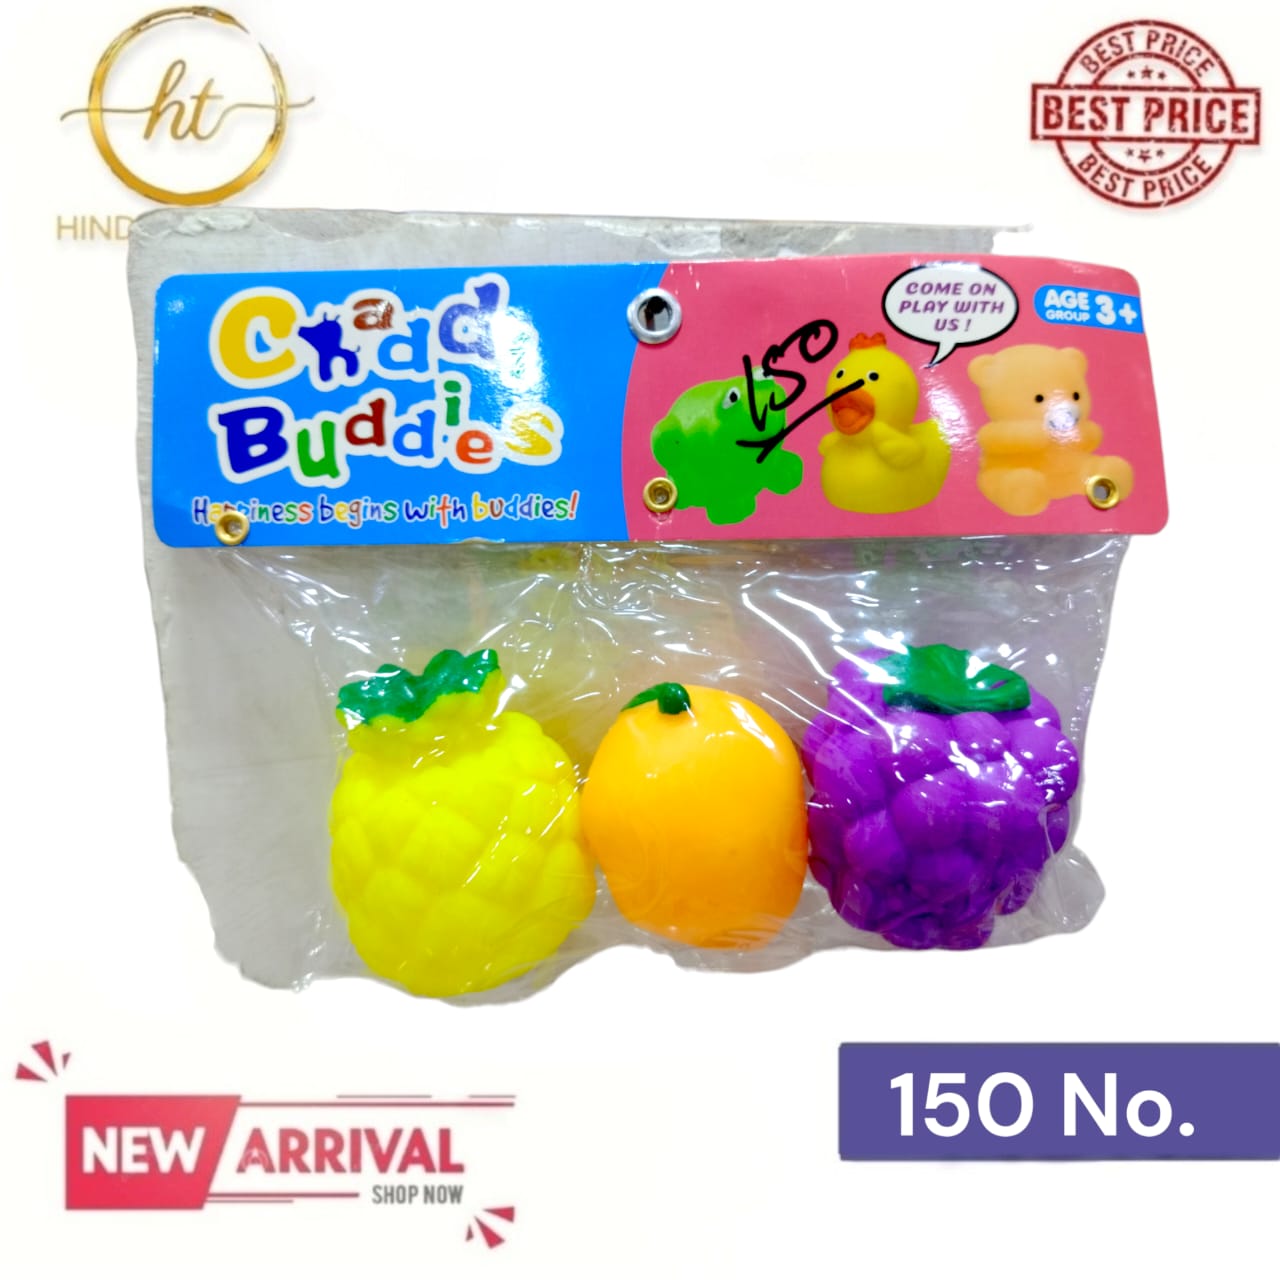 ht
HIND
BEST PRICE
BEST PRICE
BEST PRICE
Chadd
Buddies
Happiness begins with buddies!
150
COME ON
PLAY WITH
US !
AGE
GROUP 3+
NEW ARRIVAL
SHOP NOW
150 No.